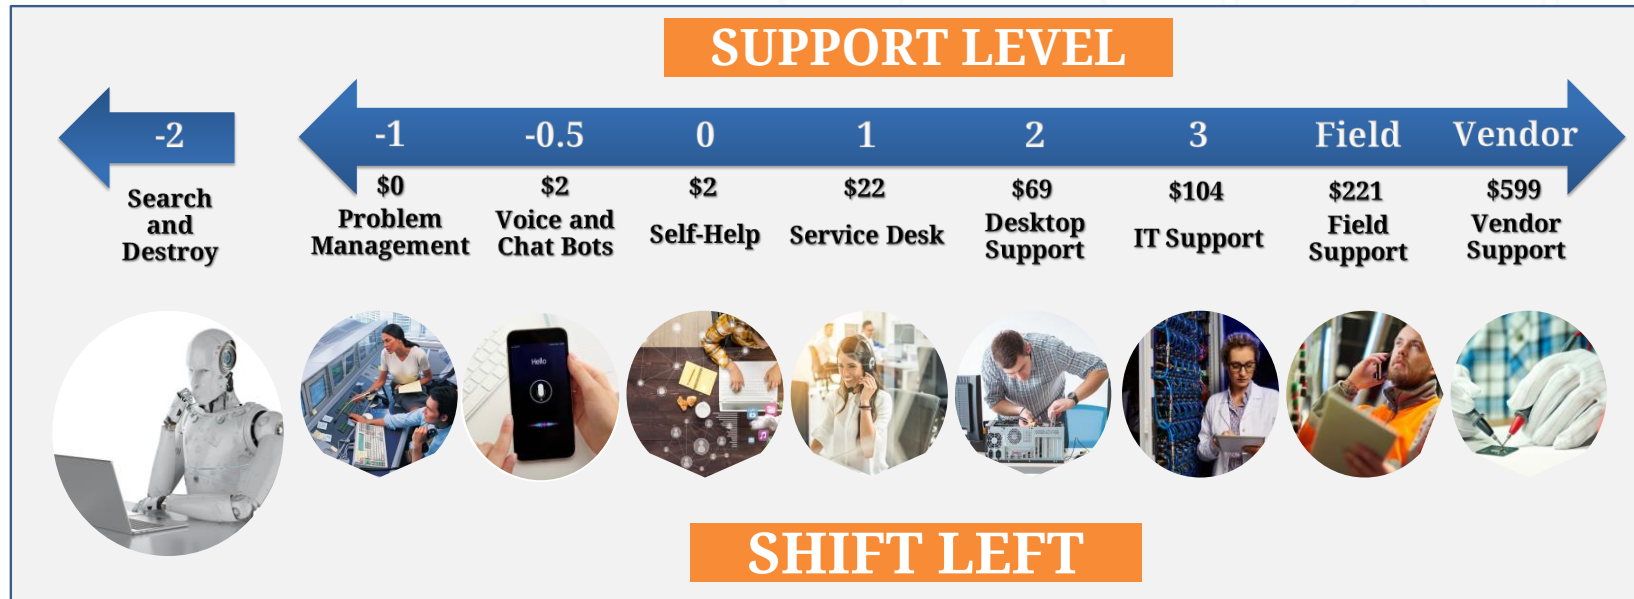 SUPPORT LEVEL
-2
-1
-0.5
0
1
2
3
Field
Vendor
$0
$2
$2
$22
$69
$104
$221
$599
Search
and
Destroy
Problem
Management
Voice and
Chat Bots
Self-Help
Service Desk
Desktop
Support
IT Support
Field
Support
Vendor
Support
Hello
SHIFT LEFT